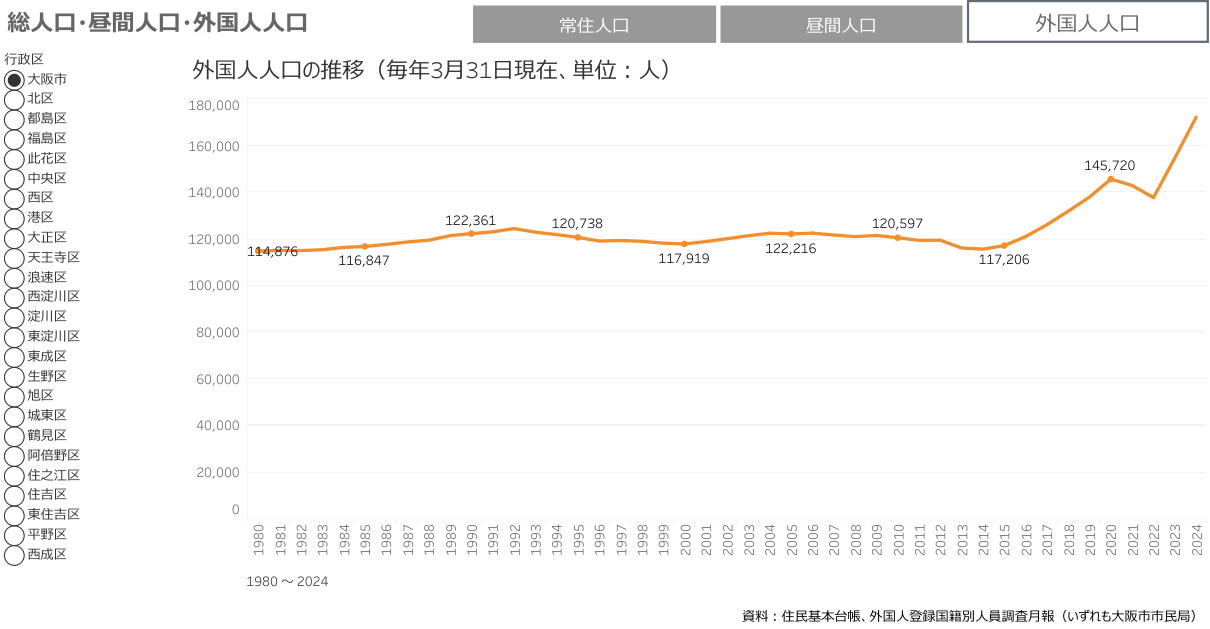 総人口・昼間人口・外国人人口
常住人口
昼間人口
外国人人口
行政区
大阪市
北区
都島区
福島区
此花区
中央区
西区
港区
大正区
天王寺区
浪速区
西淀川区
淀川区
東淀川区
東成区
生野区
旭区
城東区
鶴見区
阿倍野区
住之江区
住吉区
東住吉区
平野区
西成区
外国人人口の推移（毎年3月31日現在、単位：人）
180,000
160,000
140,000
120,000
100,000
80,000
60,000
40,000
20,000
0
114,876
116,847
122,361
120,738
117,919
122,216
120,597
117,206
145,720
1980
1981
1982
1983
1984
1985
1986
1987
1988
1989
1990
1991
1992
1993
1994
1995
1996
1997
1998
1999
2000
2001
2002
2003
2004
2005
2006
2007
2008
2009
2010
2011
2012
2013
2014
2015
2016
2017
2018
2019
2020
2021
2022
2023
2024
1980 ～ 2024
資料：住民基本台帳、外国人登録国籍別人員調査月報（いずれも大阪市市民局）